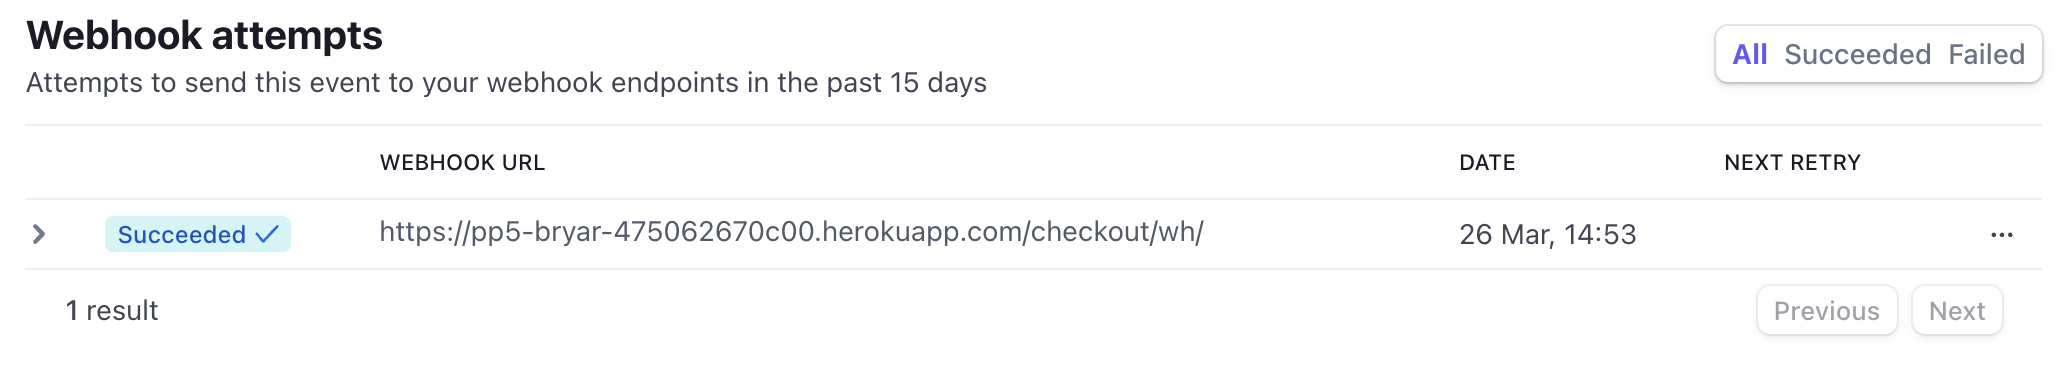 Webhook attempts
Attempts to send this event to your webhook endpoints in the past 15 days
All Succeeded Failed
WEBHOOK URL DATE NEXT RETRY
Succeeded https://pp5-bryar-475062670c00.herokuapp.com/checkout/wh/ 26 Mar, 14:53
1 result
Previous Next